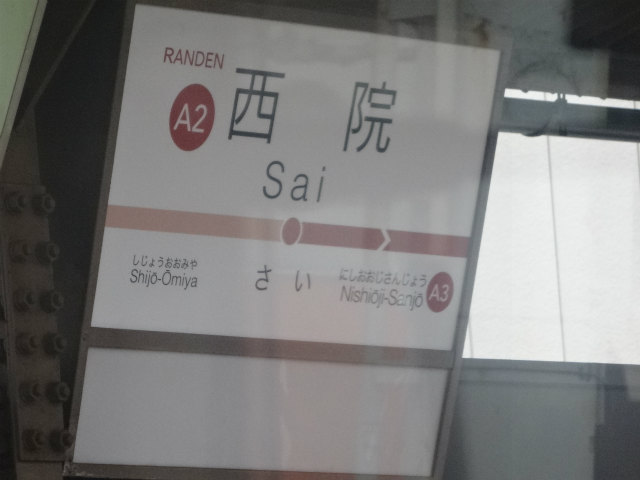 RANDEN
A2 西院
Sai
しじょうおおみや さい にしおおじさんじょう
Shijō-Ōmiya Nishiōji-Sanjō A3